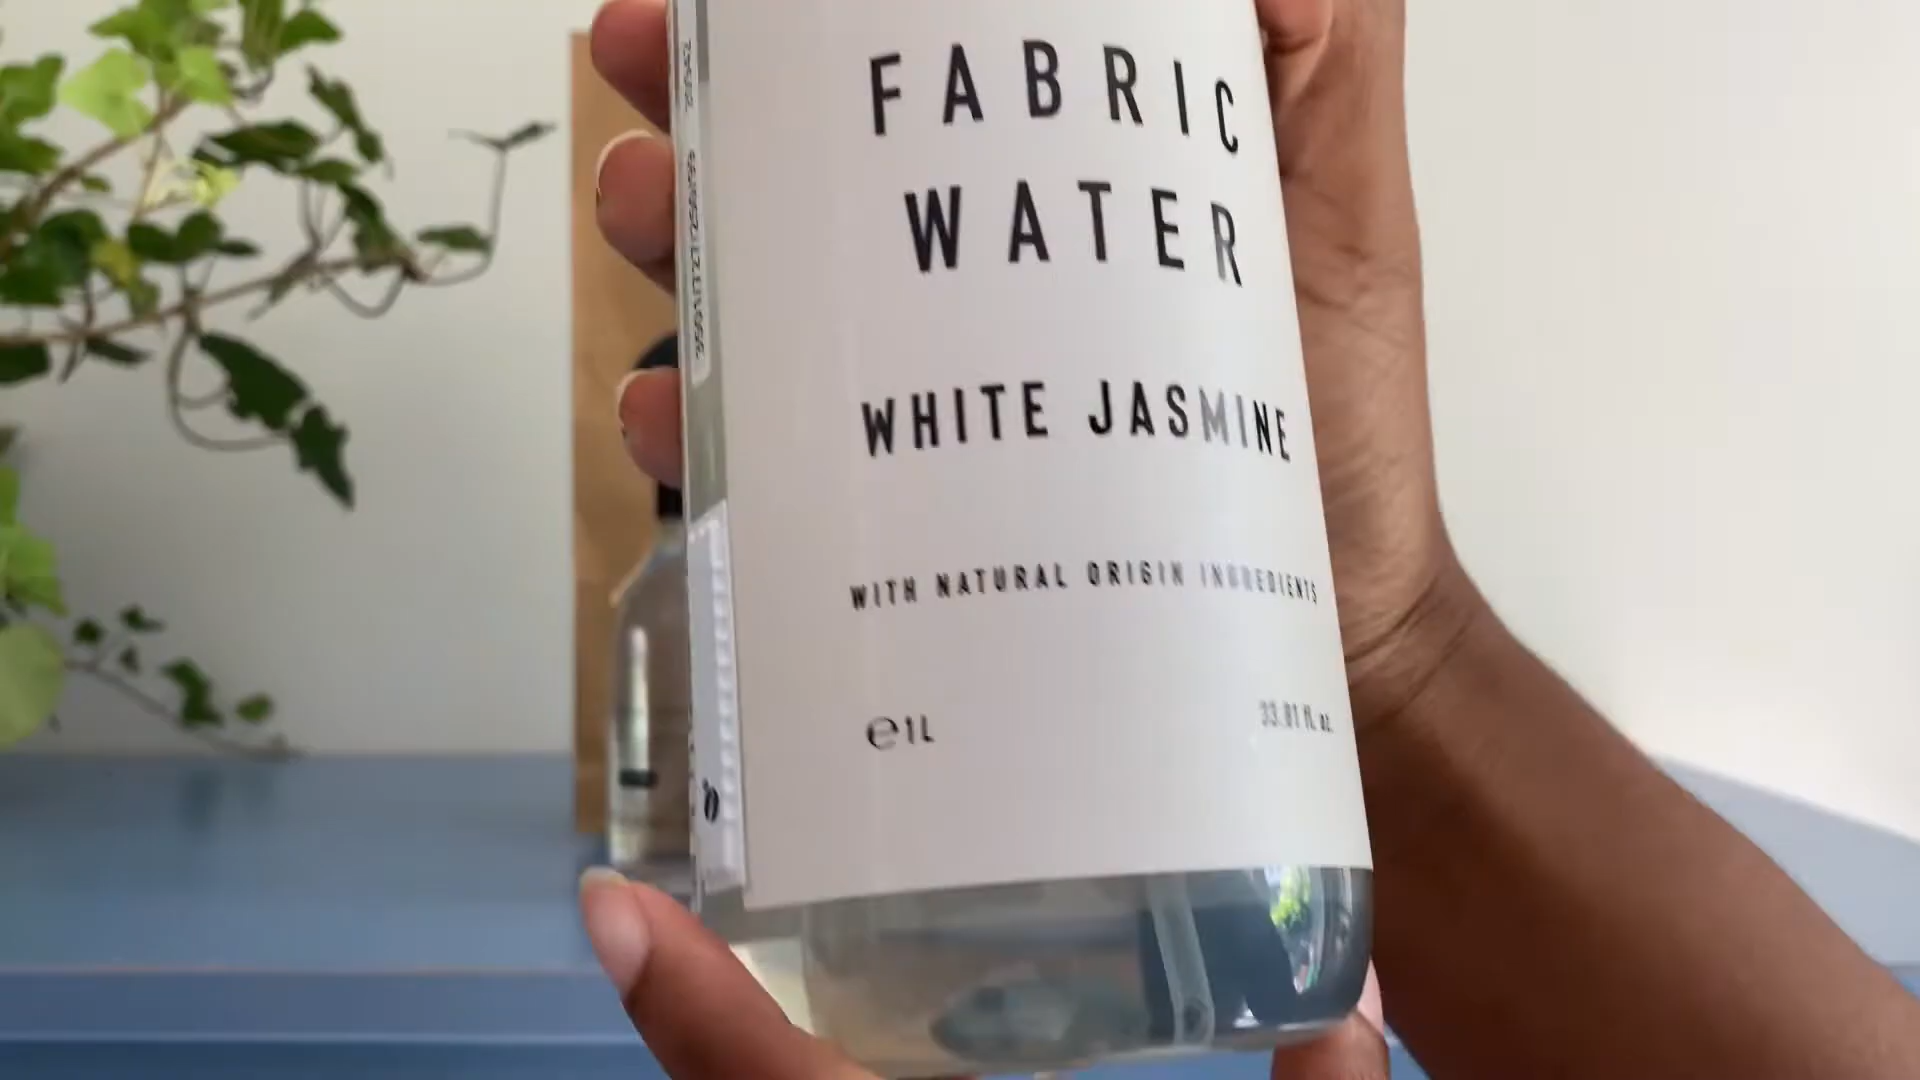 FABRIC
WATER
WHITE JASMINE
WITH NATURAL ORIGIN INGREDIENTS
℮1L
33.81 fl. oz.